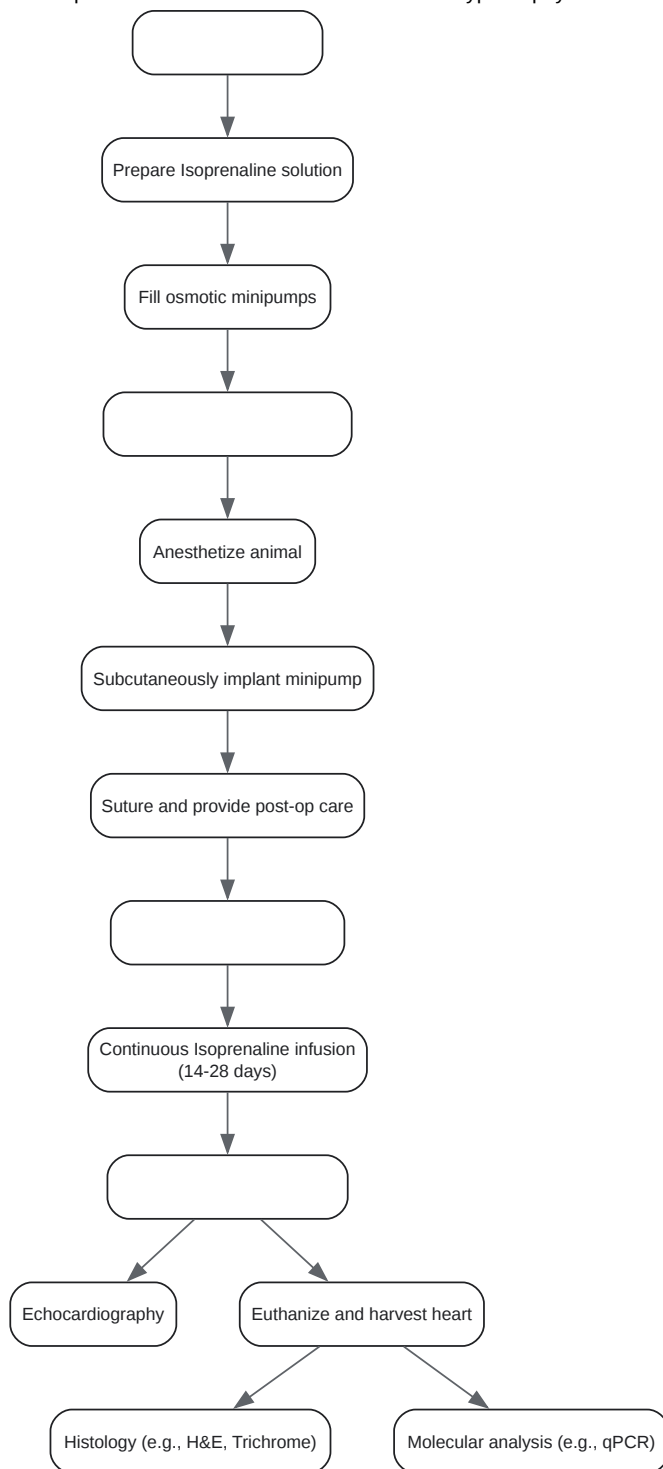 Prepare Isoprenaline solution
Fill osmotic minipumps
Anesthetize animal
Subcutaneously implant minipump
Suture and provide post-op care
Continuous Isoprenaline infusion
(14-28 days)
Echocardiography
Euthanize and harvest heart
Histology (e.g., H&E, Trichrome)
Molecular analysis (e.g., qPCR)